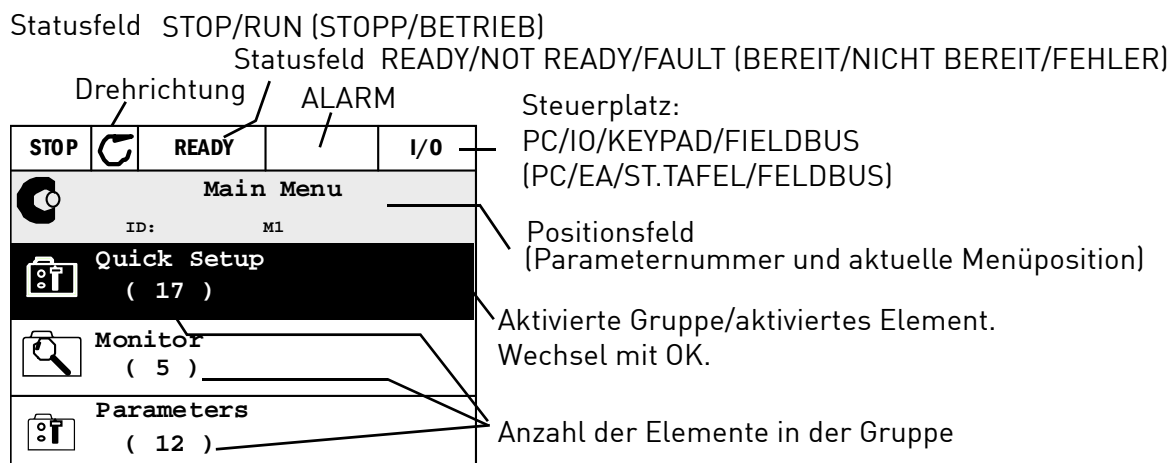 Statusfeld STOP/RUN (STOPP/BETRIEB)
Statusfeld READY/NOT READY/FAULT (BEREIT/NICHT BEREIT/FEHLER)
Drehrichtung
ALARM
Steuerplatz:
PC/IO/KEYPAD/FIELDBUS
(PC/EA/ST.TAFEL/FELDBUS)
STOP READY I/O
Main Menu
ID: M1
Positionsfeld
(Parameternummer und aktuelle Menüposition)
Quick Setup
( 17 )
Aktivierte Gruppe/aktiviertes Element.
Wechsel mit OK.
Monitor
( 5 )
Parameters
( 12 )
Anzahl der Elemente in der Gruppe